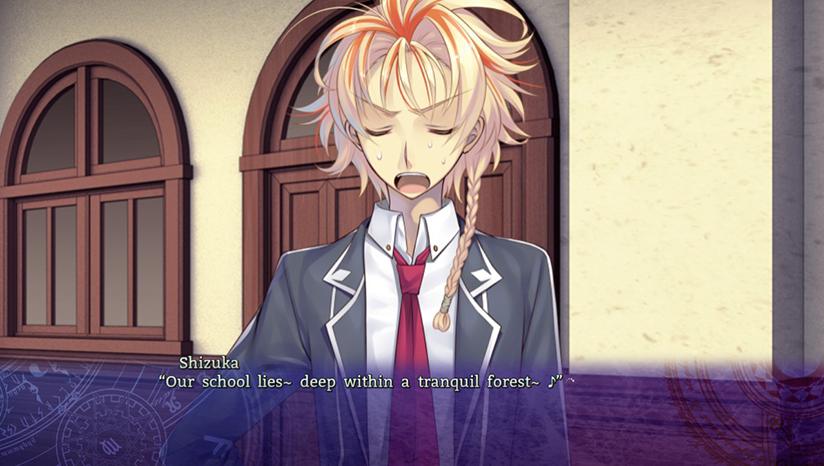 Shizuka
“Our school lies~ deep within a tranquil forest~ ♪”